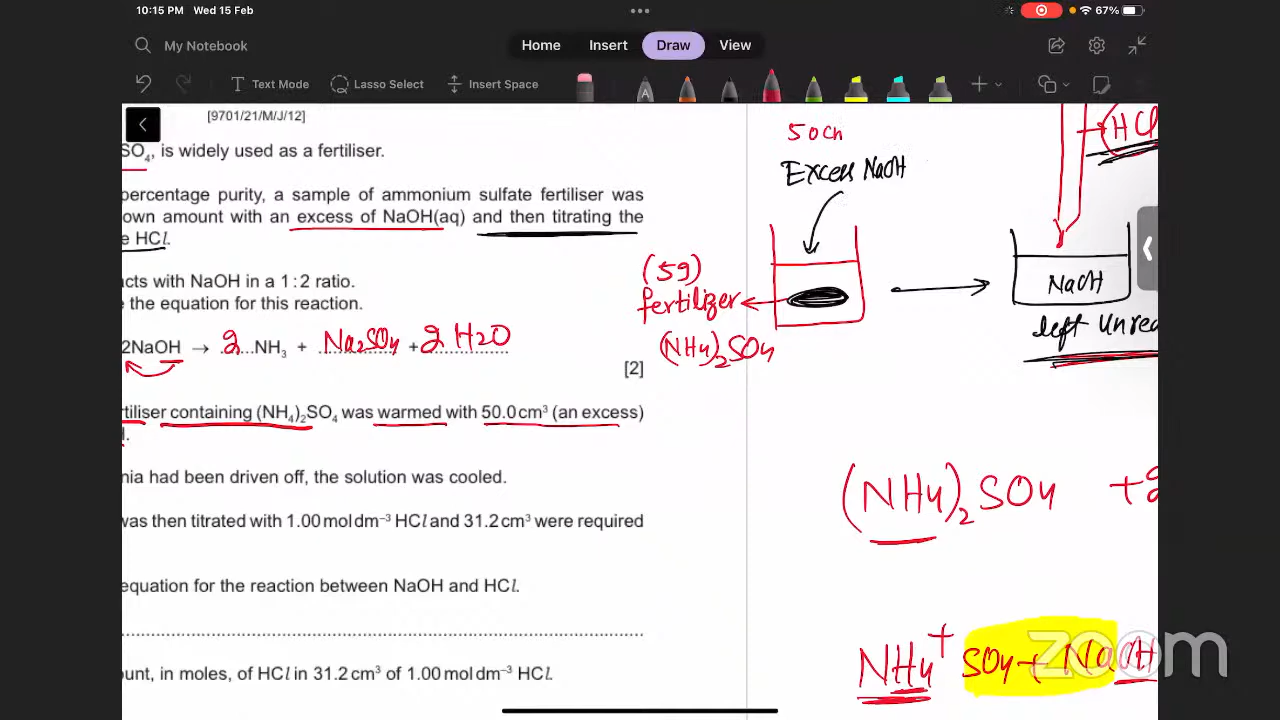 10:15 PM Wed 15 Feb
67%
My Notebook
Home Insert Draw View
Text Mode Lasso Select Insert Space
[9701/21/M/J/12]
SO₄, is widely used as a fertiliser.
percentage purity, a sample of ammonium sulfate fertiliser was
own amount with an excess of NaOH(aq) and then titrating the
e HCl.
acts with NaOH in a 1:2 ratio.
e the equation for this reaction.
2NaOH → 2...NH₃ + Na₂SO₄ + 2H₂O
[2]
rtiliser containing (NH₄)₂SO₄ was warmed with 50.0 cm³ (an excess)
nia had been driven off, the solution was cooled.
was then titrated with 1.00 mol dm⁻³ HCl and 31.2 cm³ were required
equation for the reaction between NaOH and HCl.
ount, in moles, of HCl in 31.2 cm³ of 1.00 mol dm⁻³ HCl.
50cm
Excess NaOH
(5g)
fertilizer
(NH4)2SO4
HCl
NaOH
left Unrea
(NH4)2SO4 +2
NH4+ SO4 + NaOH
zoom